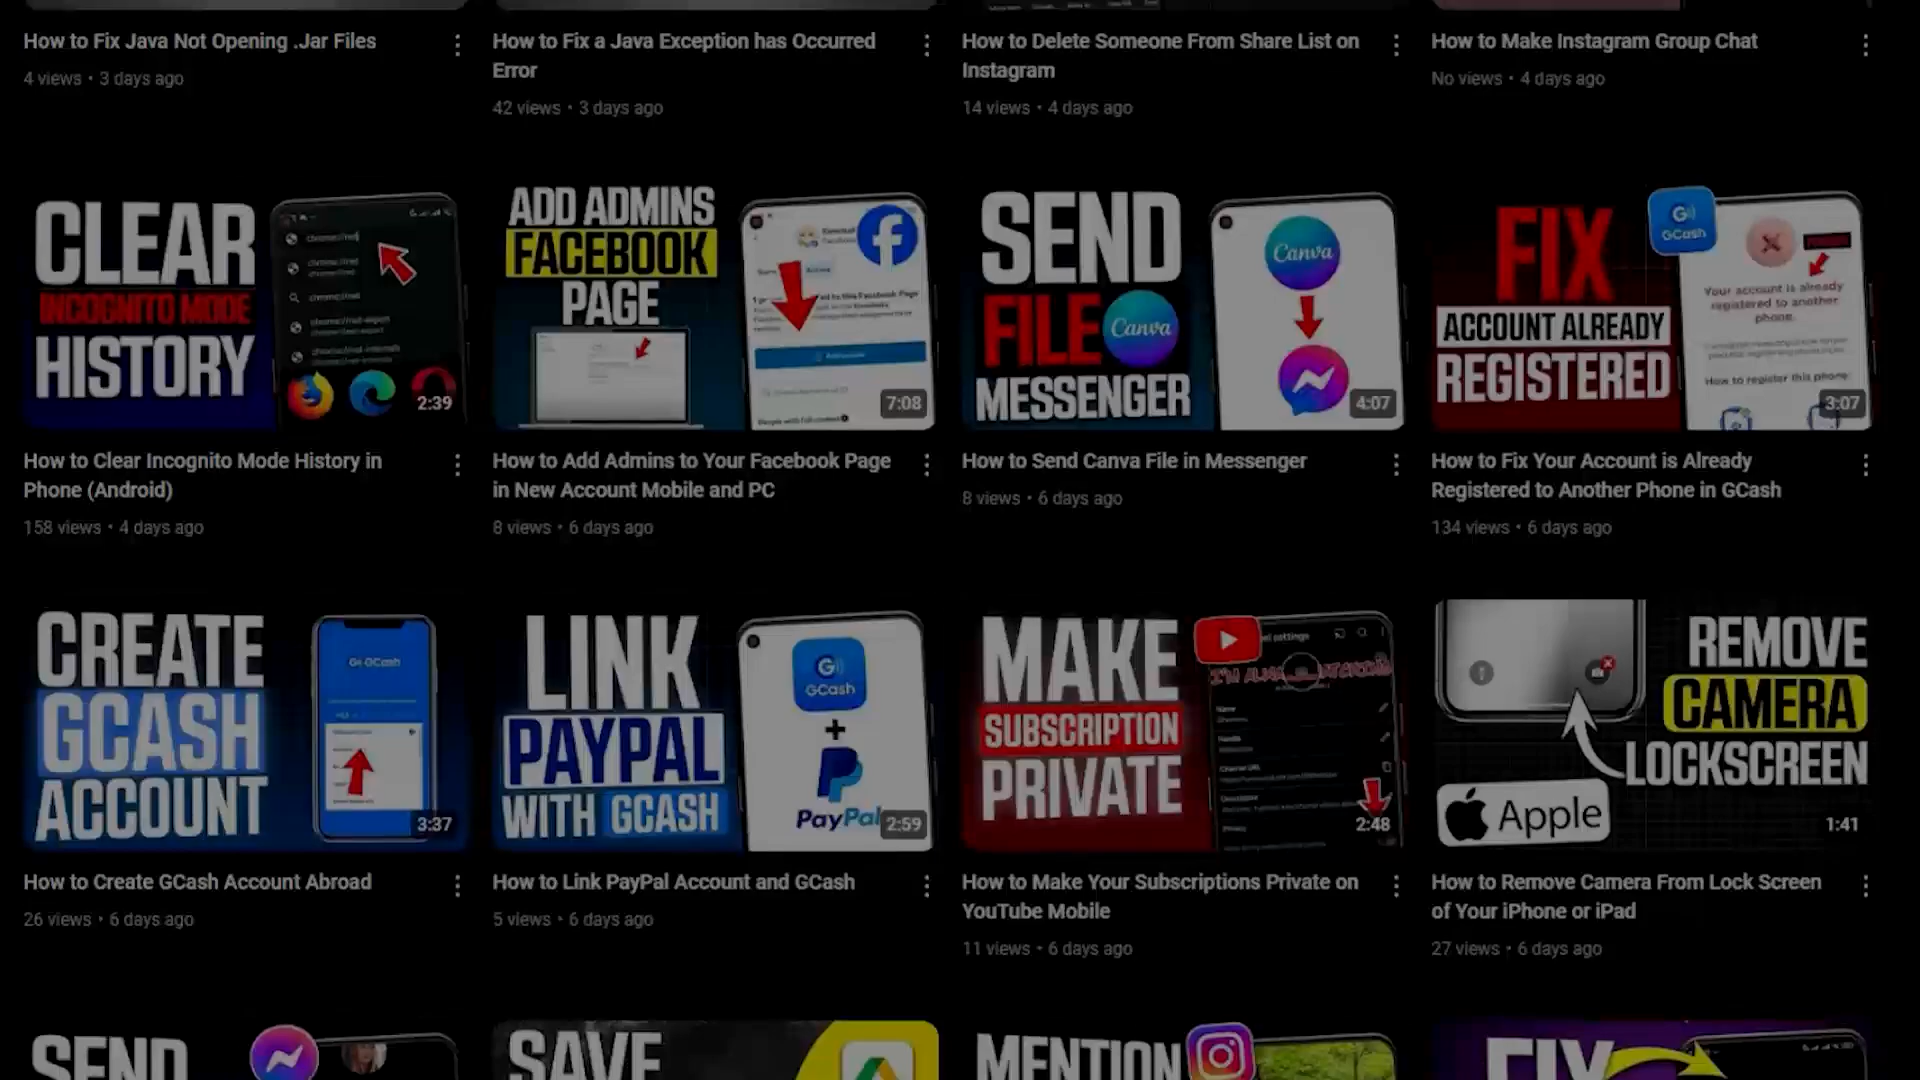 How to Fix Java Not Opening .Jar Files
4 views • 3 days ago
How to Fix a Java Exception has Occurred
Error
42 views • 3 days ago
How to Delete Someone From Share List on
Instagram
14 views • 4 days ago
How to Make Instagram Group Chat
No views • 4 days ago
CLEAR
INCOGNITO MODE
HISTORY
2:39
ADD ADMINS
FACEBOOK
PAGE
7:08
SEND
FILE
Canva
MESSENGER
Canva
4:07
FIX
ACCOUNT ALREADY
REGISTERED
GCash
Your account is already
registered to another
phone.
How to register this phone
3:07
How to Clear Incognito Mode History in
Phone (Android)
158 views • 4 days ago
How to Add Admins to Your Facebook Page
in New Account Mobile and PC
8 views • 6 days ago
How to Send Canva File in Messenger
8 views • 6 days ago
How to Fix Your Account is Already
Registered to Another Phone in GCash
134 views • 6 days ago
CREATE
GCASH
ACCOUNT
GCash
3:37
LINK
PAYPAL
WITH GCASH
GCash
+
PayPal
2:59
MAKE
SUBSCRIPTION
PRIVATE
settings
2:48
REMOVE
CAMERA
LOCKSCREEN
Apple
1:41
How to Create GCash Account Abroad
26 views • 6 days ago
How to Link PayPal Account and GCash
5 views • 6 days ago
How to Make Your Subscriptions Private on
YouTube Mobile
11 views • 6 days ago
How to Remove Camera From Lock Screen
of Your iPhone or iPad
27 views • 6 days ago
SEND
SAVE
MENTION
FIX